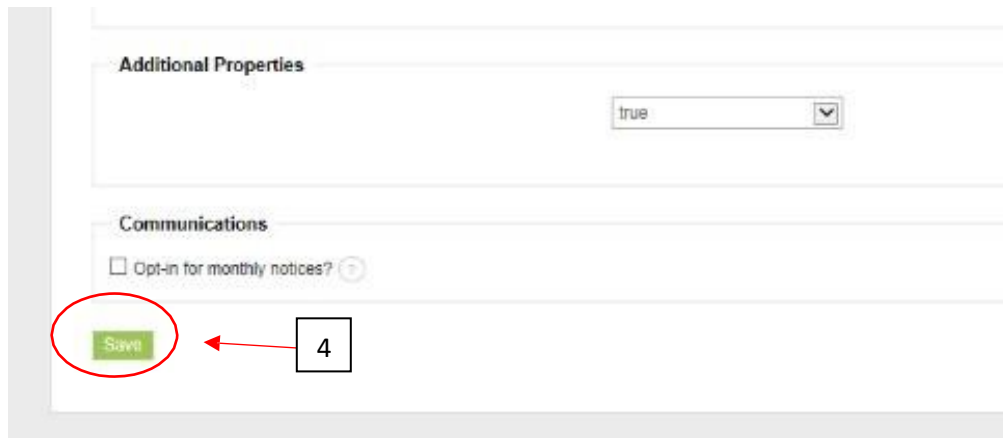 Additional Properties
true
Communications
Opt-in for monthly notices? ?
Save
4